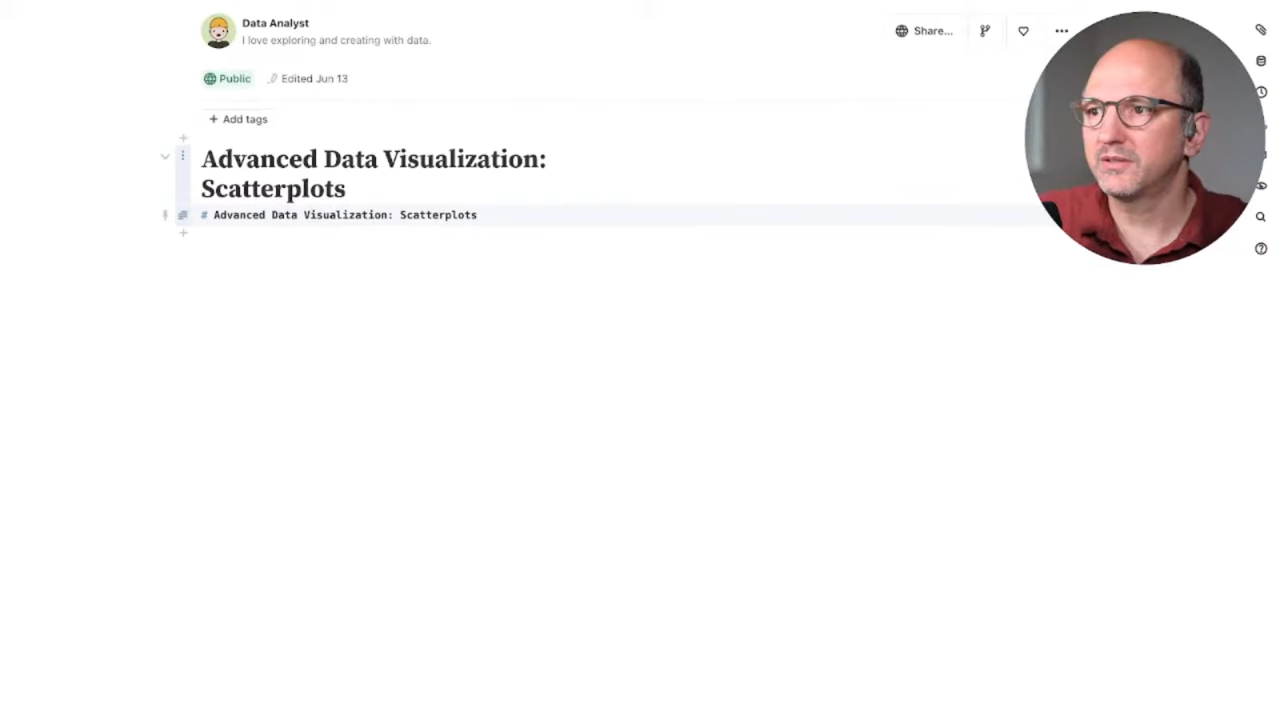 Data Analyst
I love exploring and creating with data.
Share...
Public
Edited Jun 13
+ Add tags
Advanced Data Visualization:
Scatterplots
# Advanced Data Visualization: Scatterplots